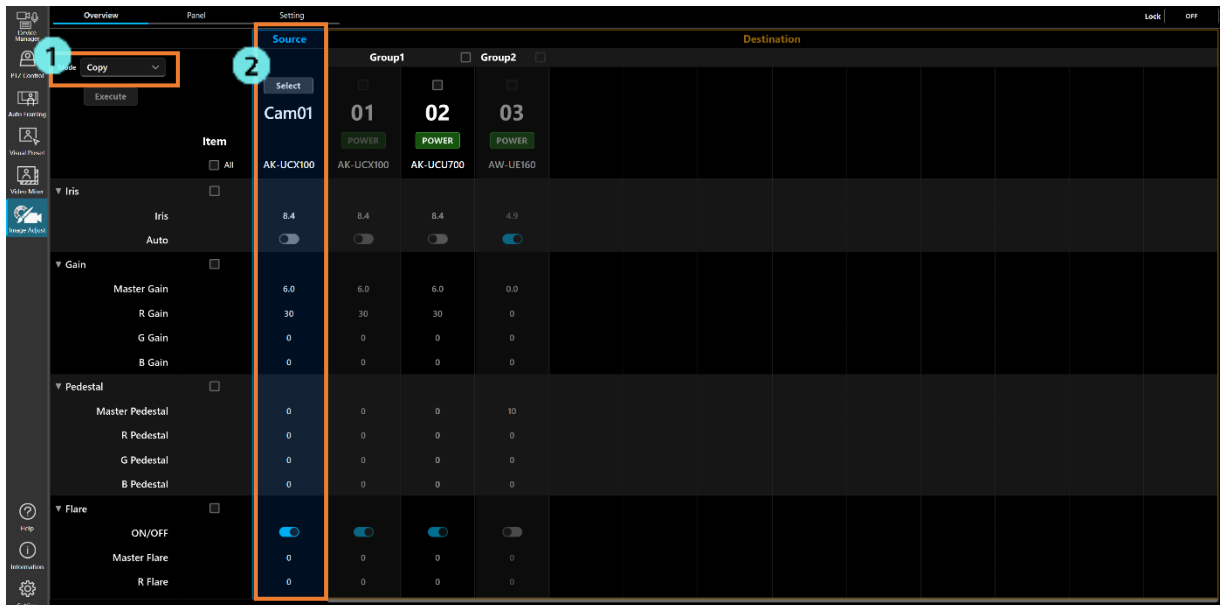 Overview Panel Setting Lock OFF
Device
Manager
1
Mode Copy
2
Source Destination
Group1 Group2
PTZ Control
Execute
Select
Auto Framing
Cam01 01 02 03
Visual Preset
Item
POWER POWER POWER
All AK-UCX100 AK-UCX100 AK-UCU700 AW-UE160
Video Mixer
▼ Iris
Image Adjust
Iris 8.4 8.4 8.4 4.9
Auto
▼ Gain
Master Gain 6.0 6.0 6.0 0.0
R Gain 30 30 30 0
G Gain 0 0 0 0
B Gain 0 0 0 0
▼ Pedestal
Master Pedestal 0 0 0 10
R Pedestal 0 0 0 0
G Pedestal 0 0 0 0
B Pedestal 0 0 0 0
▼ Flare
Help
ON/OFF
Master Flare 0 0 0 0
Information
R Flare 0 0 0 0